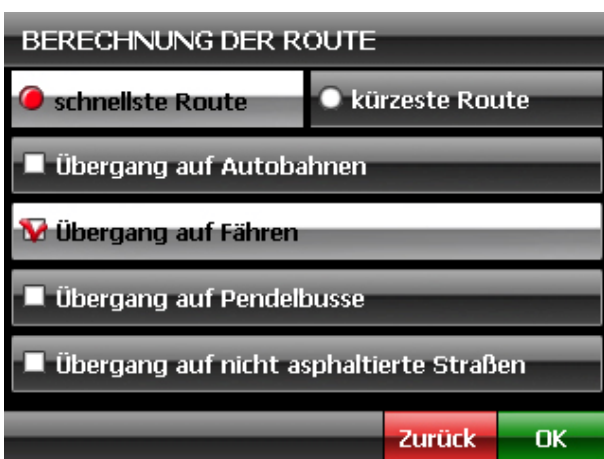 BERECHNUNG DER ROUTE
schnellste Route
kürzeste Route
Übergang auf Autobahnen
Übergang auf Fähren
Übergang auf Pendelbusse
Übergang auf nicht asphaltierte Straßen
Zurück
OK